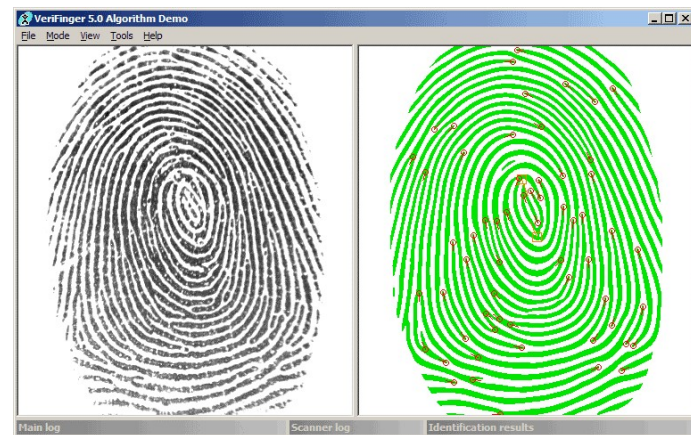 VeriFinger 5.0 Algorithm Demo
File Mode View Tools Help
Main log Scanner log Identification results